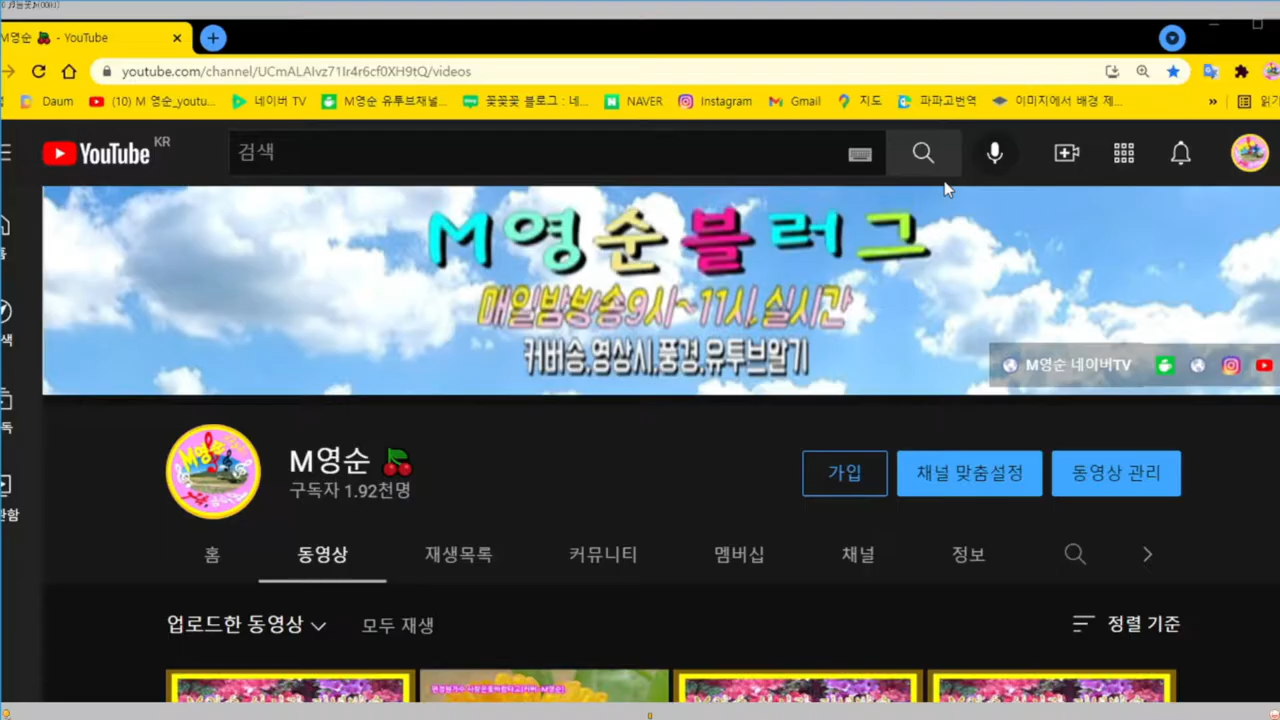 M영순 🍒 - YouTube
youtube.com/channel/UCmALAIvz71Ir4r6cf0XH9tQ/videos
Daum
(10) M 영순_youtu...
네이버 TV
M영순 유투브채널...
꽃꽃꽃 블로그 : 네...
NAVER
Instagram
Gmail
지도
파파고번역
이미지에서 배경 제...
»
YouTube KR
검색
M영순블러그
매일밤방송9시~11시,실시간
커버송,영상시,풍경,유투브알기
M영순 네이버TV
M영순 🍒
구독자 1.92천명
가입
채널 맞춤설정
동영상 관리
홈
동영상
재생목록
커뮤니티
멤버십
채널
정보
업로드한 동영상
모두 재생
정렬 기준